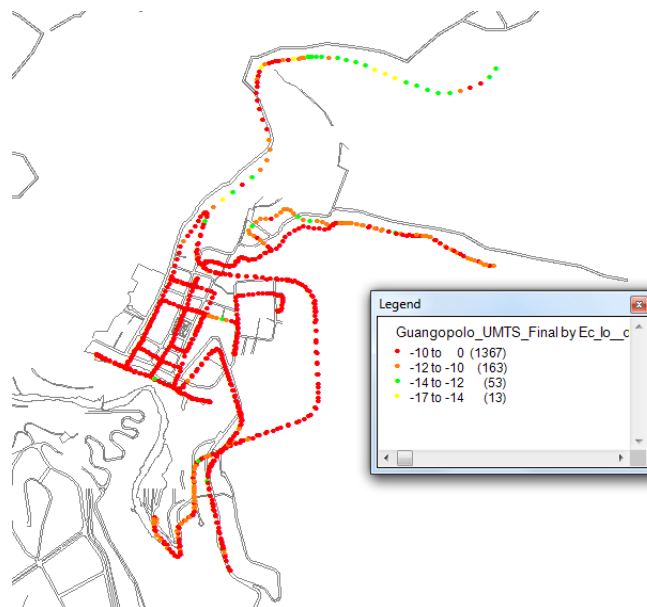 Legend
Guangopolo_UMTS_Final by Ec_Io__c
-10 to 0 (1367)
-12 to -10 (163)
-14 to -12 (53)
-17 to -14 (13)